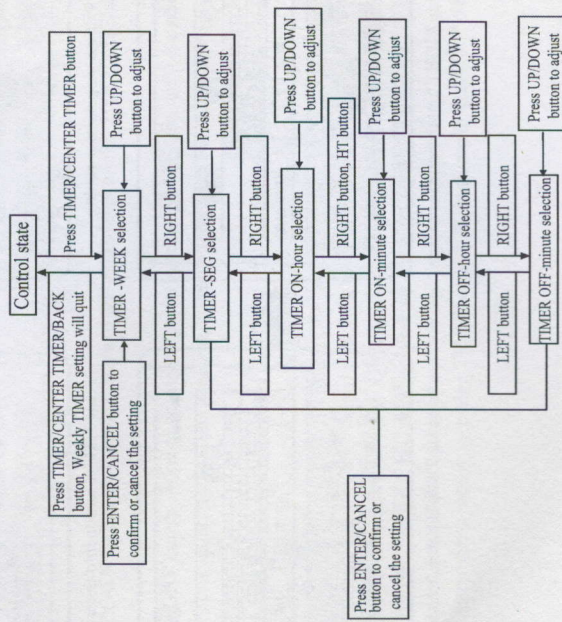 Control state
Press TIMER/CENTER TIMER/BACK
button, Weekly TIMER setting will quit
Press TIMER/CENTER TIMER button
Press ENTER/CANCEL button to
confirm or cancel the setting
TIMER -WEEK selection
Press UP/DOWN
button to adjust
LEFT button
RIGHT button
TIMER -SEG selection
Press UP/DOWN
button to adjust
LEFT button
RIGHT button
TIMER ON-hour selection
Press UP/DOWN
button to adjust
LEFT button
RIGHT button, HT button
TIMER ON-minute selection
Press UP/DOWN
button to adjust
LEFT button
RIGHT button
TIMER OFF-hour selection
Press UP/DOWN
button to adjust
LEFT button
RIGHT button
TIMER OFF-minute selection
Press UP/DOWN
button to adjust
Press ENTER/CANCEL
button to confirm or
cancel the setting